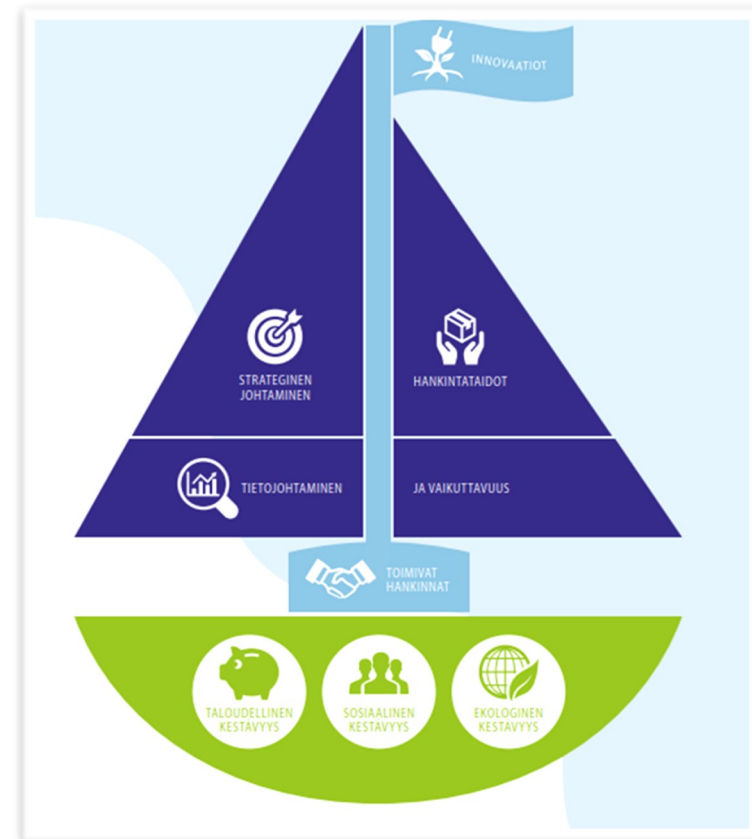 INNOVAATIOT
STRATEGINEN
JOHTAMINEN
HANKINTATAIDOT
TIETOJOHTAMINEN
JA VAIKUTTAVUUS
TOIMIVAT
HANKINNAT
TALOUDELLINEN
KESTÄVYYS
SOSIAALINEN
KESTÄVYYS
EKOLOGINEN
KESTÄVYYS